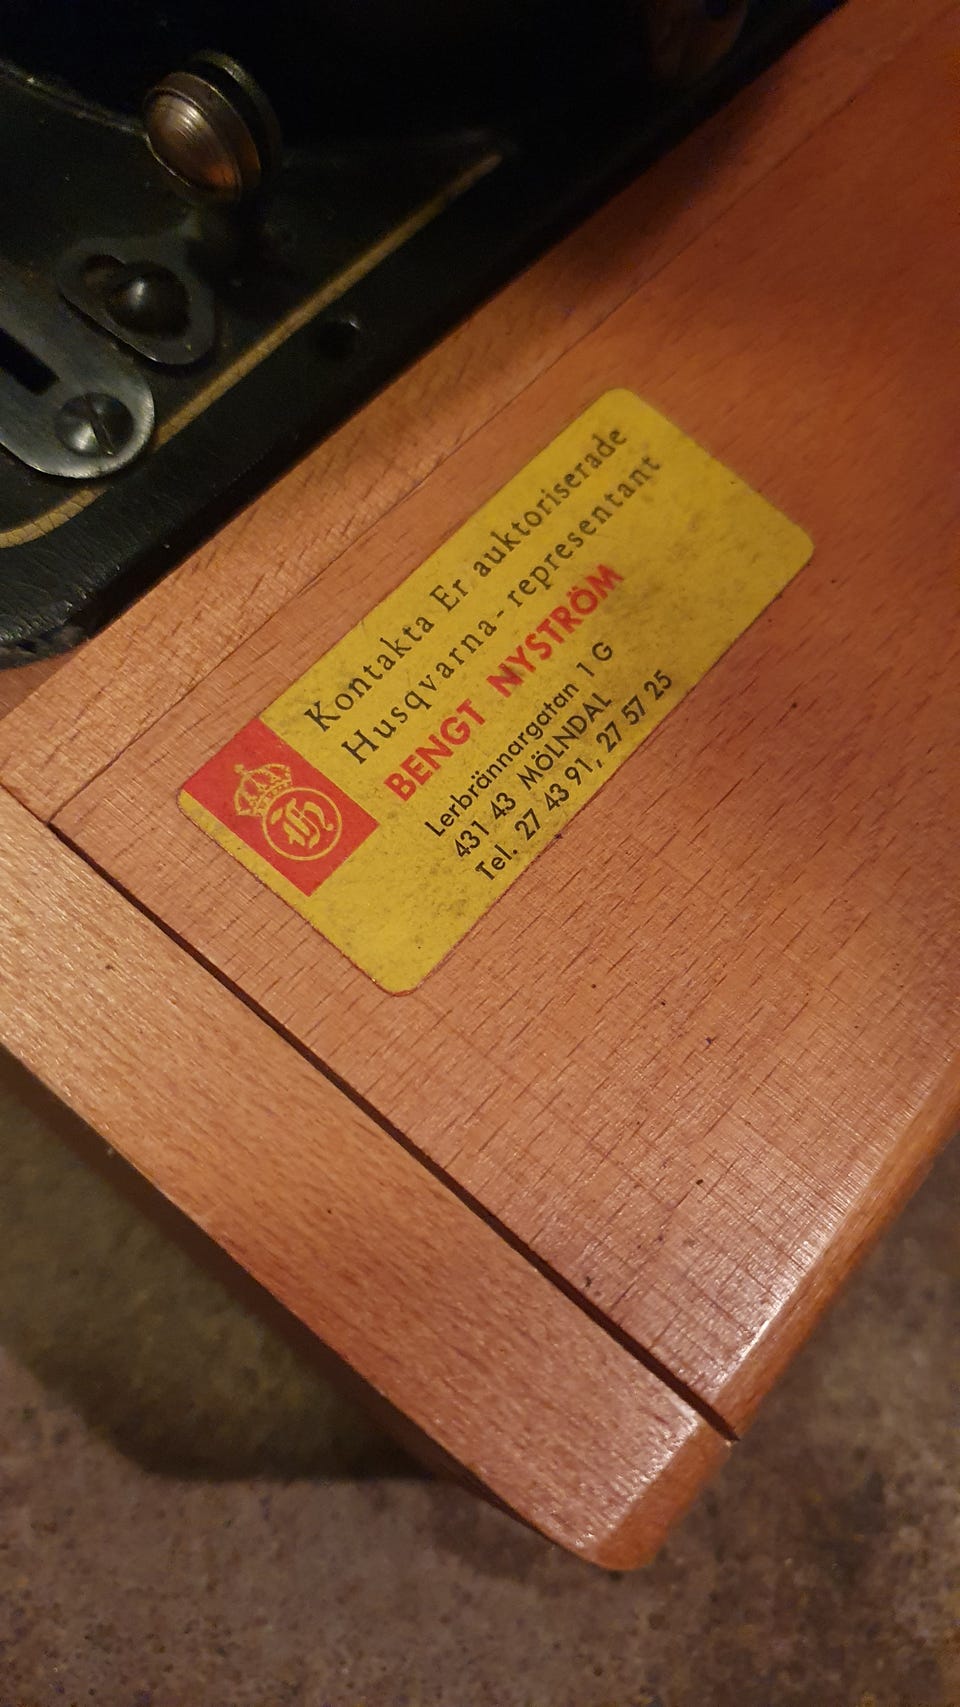 Kontakta Er auktoriserade
Husqvarna-representant
BENGT NYSTRÖM
Lerbrännargatan 1 G
431 43 MÖLNDAL
Tel. 27 43 91, 27 57 25
H